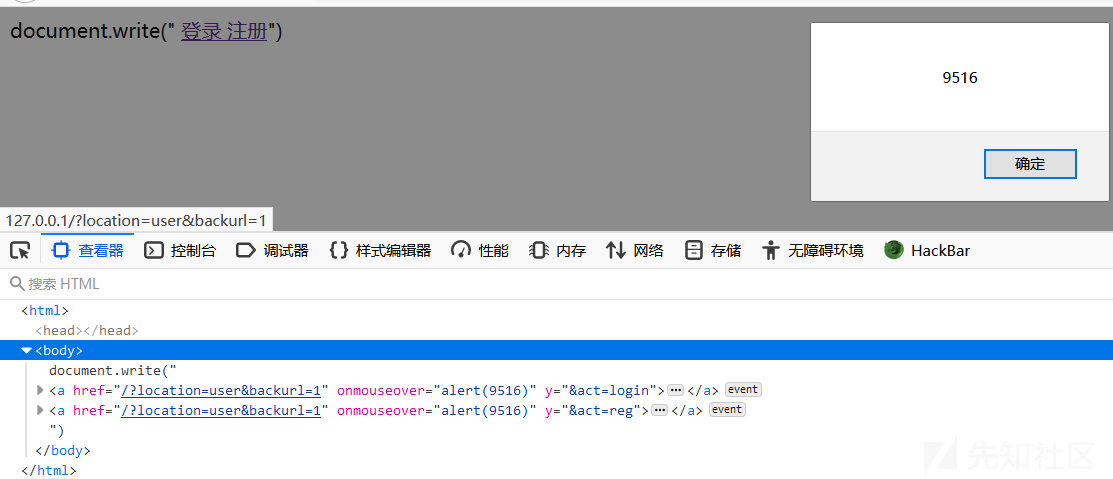 document.write(" 登录 注册")
9516
确定
127.0.0.1/?location=user&backurl=1
查看器 控制台 调试器 样式编辑器 性能 内存 网络 存储 无障碍环境 HackBar
搜索 HTML
<html>
<head></head>
<body>
document.write("
<a href="/?location=user&backurl=1" onmouseover="alert(9516)" y="&act=login"></a> event
<a href="/?location=user&backurl=1" onmouseover="alert(9516)" y="&act=reg"></a> event
")
</body>
</html>
先知社区